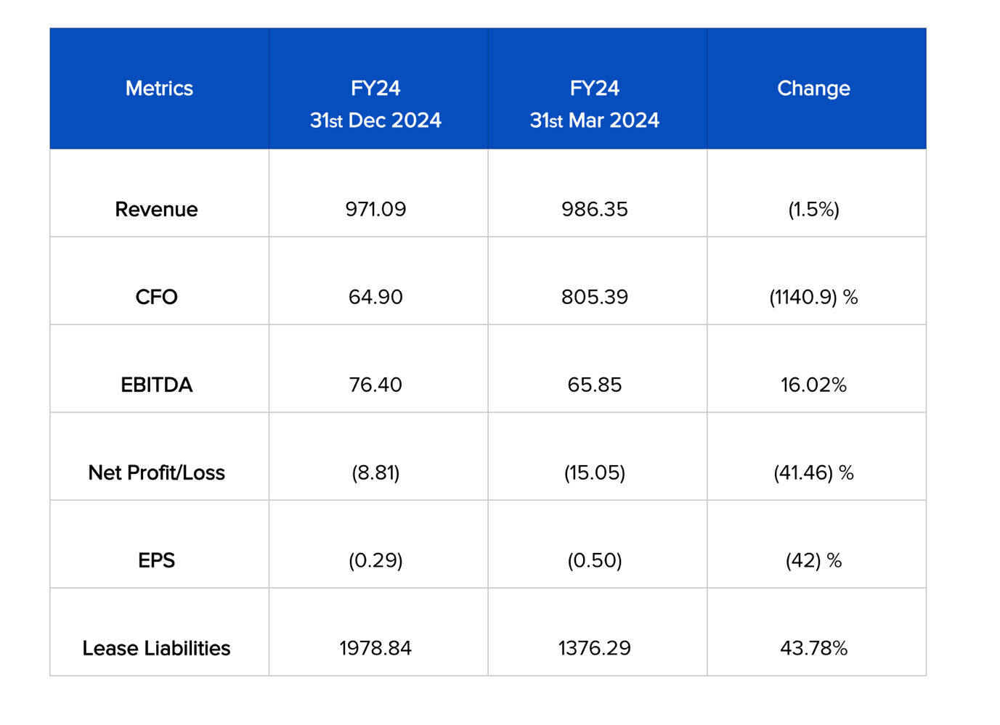 Metrics FY24 31st Dec 2024 FY24 31st Mar 2024 Change
Revenue 971.09 986.35 (1.5%)
CFO 64.90 805.39 (1140.9) %
EBITDA 76.40 65.85 16.02%
Net Profit/Loss (8.81) (15.05) (41.46) %
EPS (0.29) (0.50) (42) %
Lease Liabilities 1978.84 1376.29 43.78%